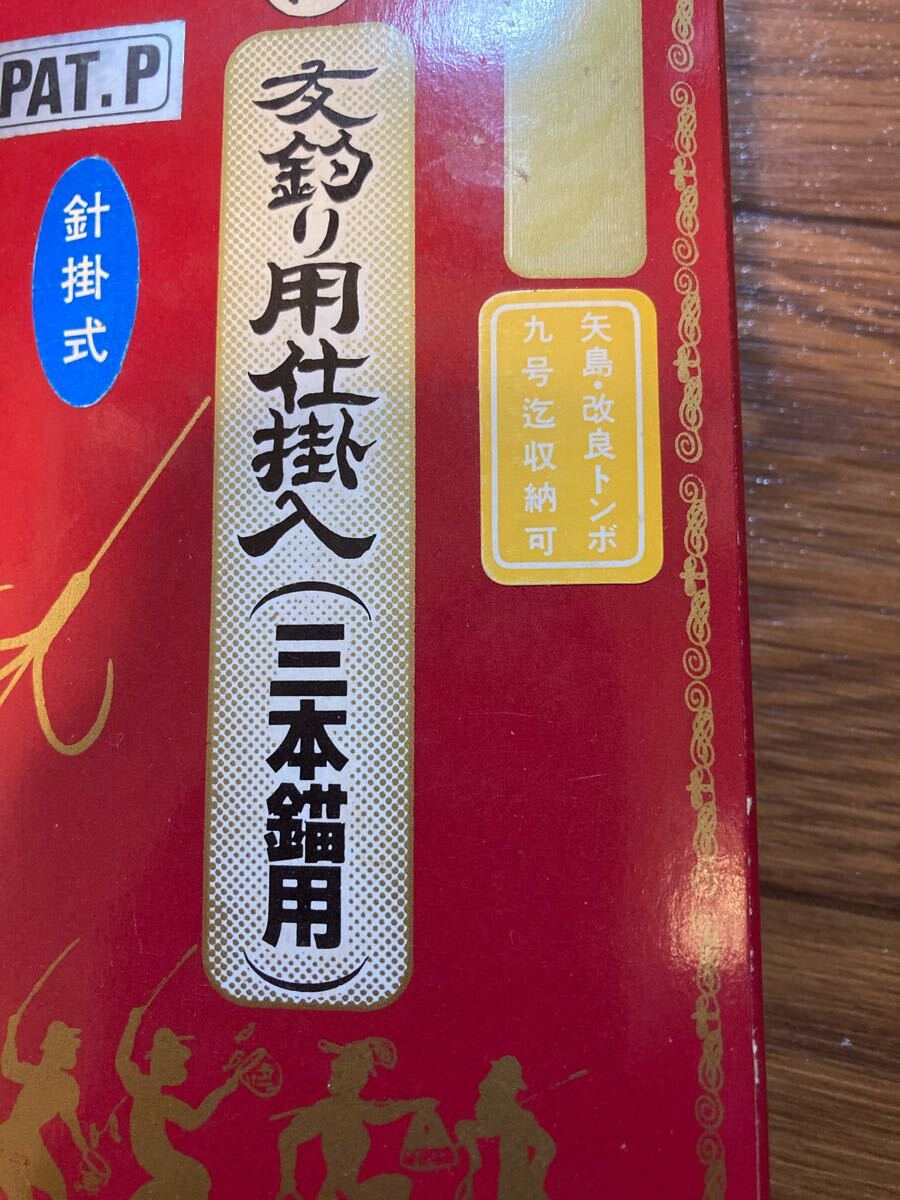 PAT.P
針掛式
友釣り用仕掛入(三本錨用)
矢島・改良トンボ
九号迄収納可